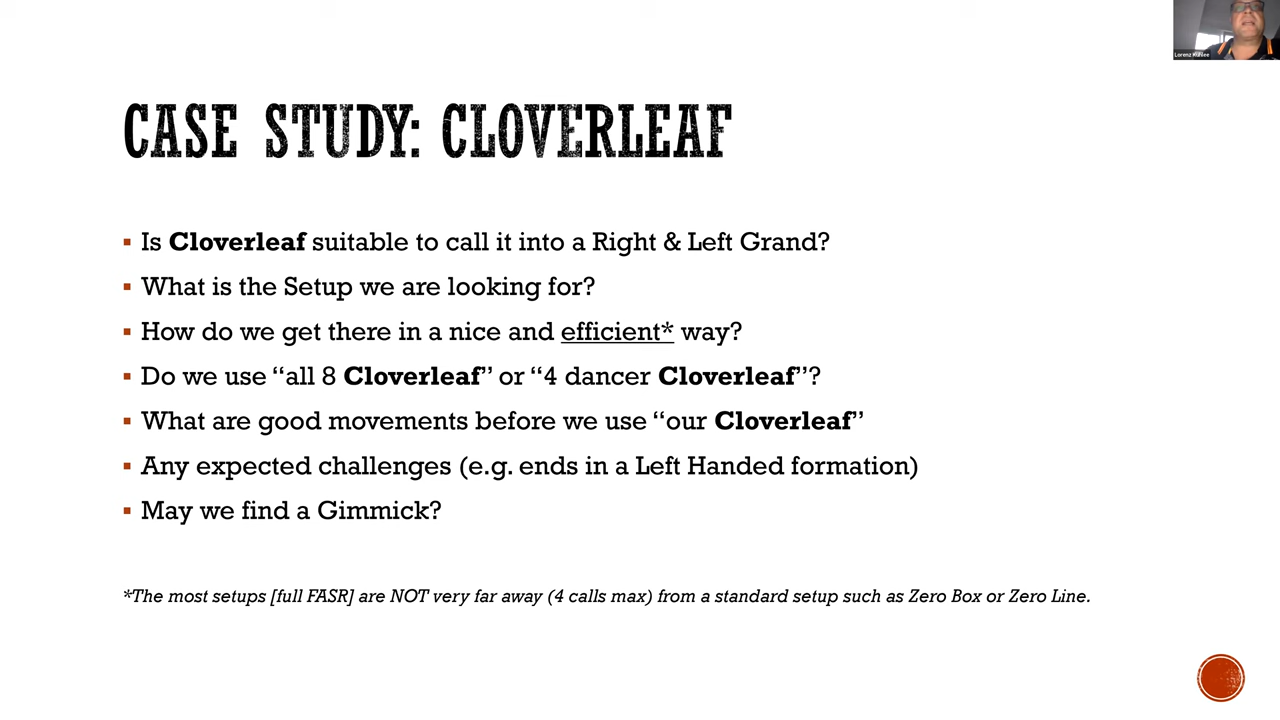 Lorenz Kuhlee
CASE STUDY: CLOVERLEAF
▪ Is Cloverleaf suitable to call it into a Right & Left Grand?
▪ What is the Setup we are looking for?
▪ How do we get there in a nice and efficient* way?
▪ Do we use “all 8 Cloverleaf” or “4 dancer Cloverleaf”?
▪ What are good movements before we use “our Cloverleaf”
▪ Any expected challenges (e.g. ends in a Left Handed formation)
▪ May we find a Gimmick?
*The most setups [full FASR] are NOT very far away (4 calls max) from a standard setup such as Zero Box or Zero Line.